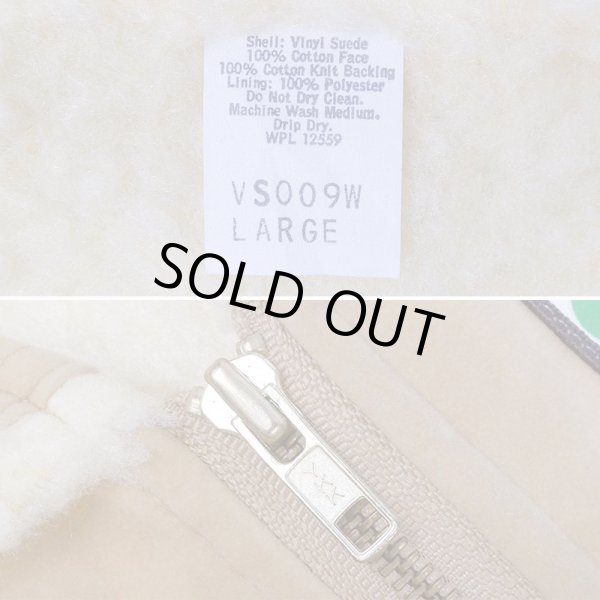 Shell: Vinyl Suede
100% Cotton Face
100% Cotton Knit Backing
Lining: 100% Polyester
Do Not Dry Clean.
Machine Wash Medium.
Drip Dry.
WPL 12559
VS009W
LARGE
SOLD OUT
YKK